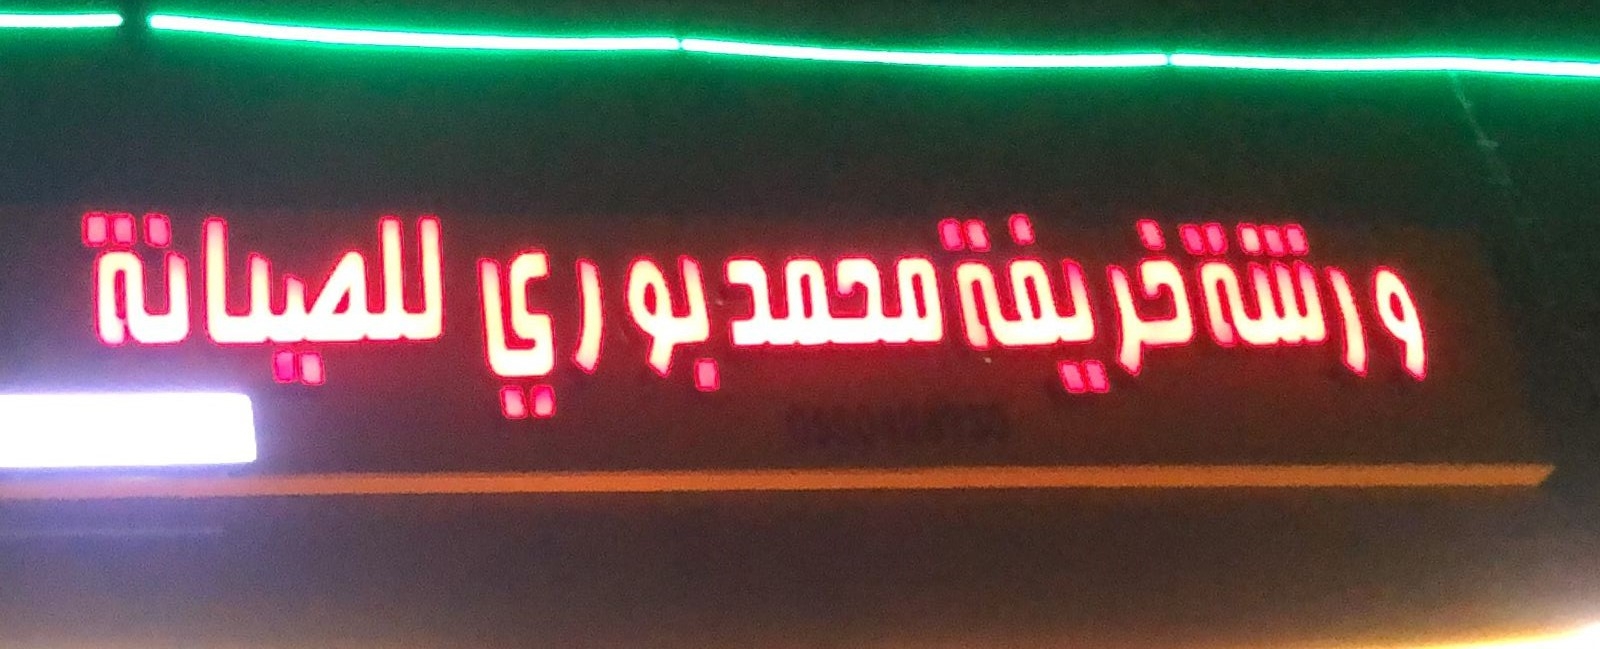 ورشة خريفة محمد بوري للصيانة